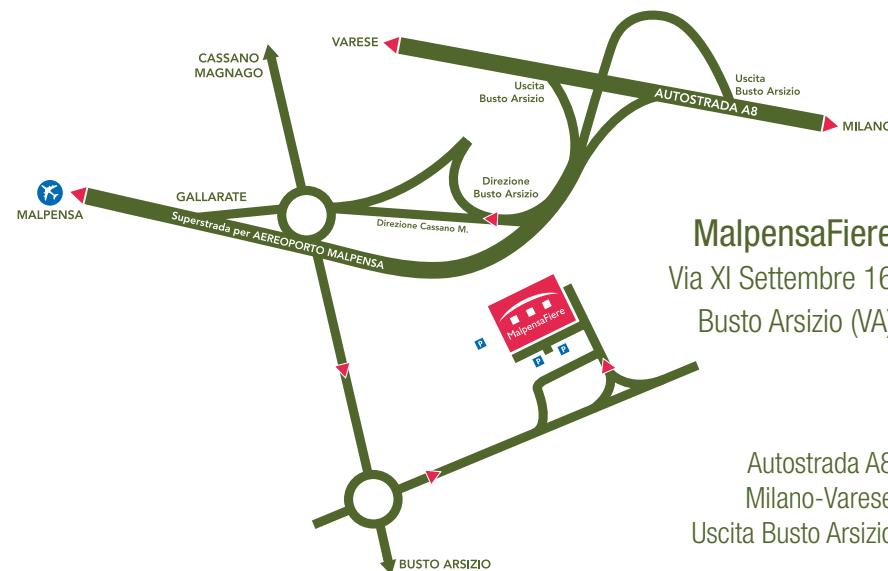 VARESE
CASSANO
MAGNAGO
Uscita
Busto Arsizio
Uscita
Busto Arsizio
AUTOSTRADA A8
MILANO
MALPENSA
GALLARATE
Direzione
Busto Arsizio
Direzione Cassano M.
Superstrada per AEREOPORTO MALPENSA
MalpensaFiere
Via XI Settembre 16
Busto Arsizio (VA)
MalpensaFiere
P
P
P
Autostrada A8
Milano-Varese
Uscita Busto Arsizio
BUSTO ARSIZIO